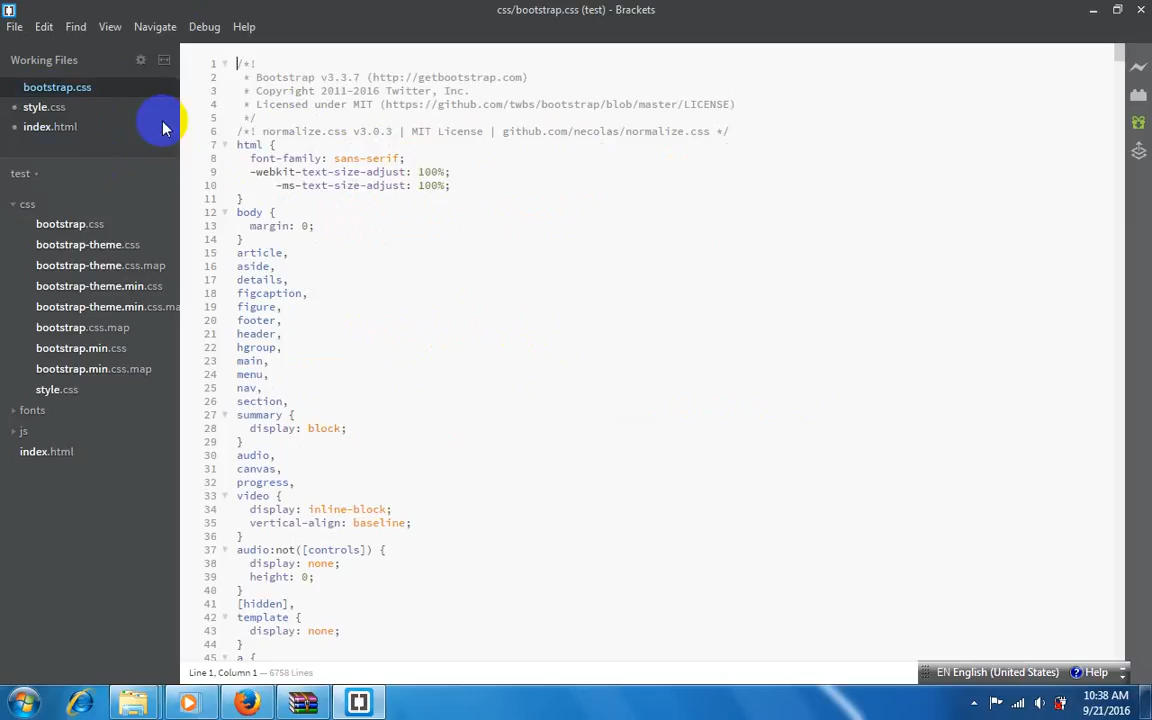 css/bootstrap.css (test) - Brackets
File Edit Find View Navigate Debug Help
Working Files
bootstrap.css
style.css
index.html
test
css
bootstrap.css
bootstrap-theme.css
bootstrap-theme.css.map
bootstrap-theme.min.css
bootstrap-theme.min.css.ma
bootstrap.css.map
bootstrap.min.css
bootstrap.min.css.map
style.css
fonts
js
index.html
1 /*!
2 * Bootstrap v3.3.7 (http://getbootstrap.com)
3 * Copyright 2011-2016 Twitter, Inc.
4 * Licensed under MIT (https://github.com/twbs/bootstrap/blob/master/LICENSE)
5 */
6 /*! normalize.css v3.0.3 | MIT License | github.com/necolas/normalize.css */
7 html {
8 font-family: sans-serif;
9 -webkit-text-size-adjust: 100%;
10 -ms-text-size-adjust: 100%;
11 }
12 body {
13 margin: 0;
14 }
15 article,
16 aside,
17 details,
18 figcaption,
19 figure,
20 footer,
21 header,
22 hgroup,
23 main,
24 menu,
25 nav,
26 section,
27 summary {
28 display: block;
29 }
30 audio,
31 canvas,
32 progress,
33 video {
34 display: inline-block;
35 vertical-align: baseline;
36 }
37 audio:not([controls]) {
38 display: none;
39 height: 0;
40 }
41 [hidden],
42 template {
43 display: none;
44 }
45 a {
Line 1, Column 1 — 6758 Lines
EN English (United States) Help
10:38 AM
9/21/2016